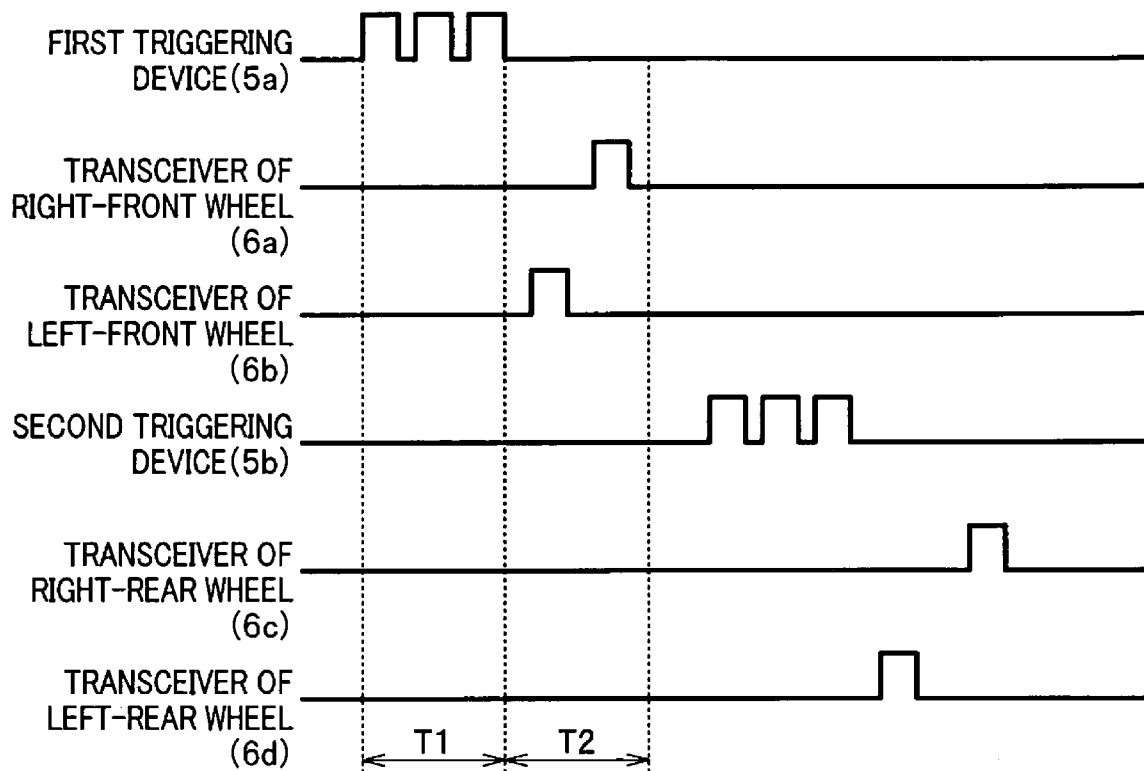 FIRST TRIGGERING
DEVICE(5a)
TRANSCEIVER OF
RIGHT-FRONT WHEEL
(6a)
TRANSCEIVER OF
LEFT-FRONT WHEEL
(6b)
SECOND TRIGGERING
DEVICE(5b)
TRANSCEIVER OF
RIGHT-REAR WHEEL
(6c)
TRANSCEIVER OF
LEFT-REAR WHEEL
(6d)
T1
T2